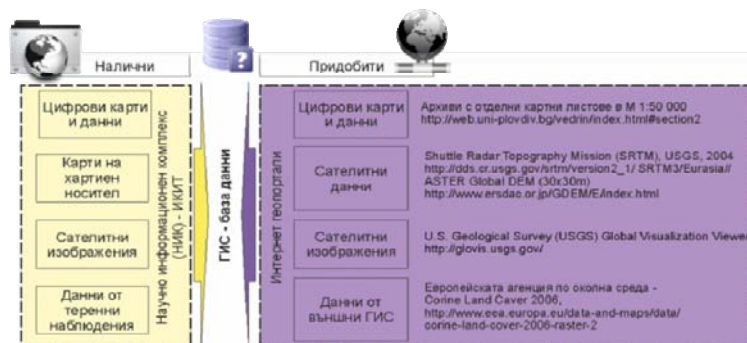 Налични
Придобити
Цифрови карти
и данни
Карти на
хартиен
носител
Сателитни
изображения
Данни от
теренни
наблюдения
Научно информационен комплекс
(НИК) - ИКИТ
ГИС - база данни
Интернет геопортали
Цифрови карти
и данни
Архиви с отделни картни листове в М 1:50 000
http://web.uni-plovdiv.bg/vedrin/index.html#section2
Сателитни
данни
Shuttle Radar Topography Mission (SRTM), USGS, 2004
http://dds.cr.usgs.gov/srtm/version2_1/ SRTM3/Eurasia//
ASTER Global DEM (30x30m)
http://www.ersdac.or.jp/GDEM/E/index.html
Сателитни
изображения
U.S. Geological Survey (USGS) Global Visualization Viewer
http://glovis.usgs.gov/
Данни от
външни ГИС
Европейската агенция по околна среда -
Corine Land Caver 2006,
http://www.eea.europa.eu/data-and-maps/data/
corine-land-cover-2006-raster-2